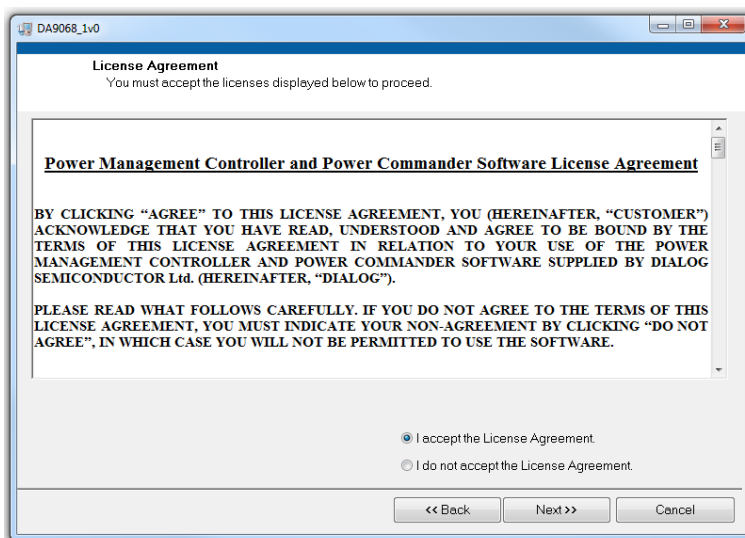 DA9068_1v0
License Agreement
You must accept the licenses displayed below to proceed.
Power Management Controller and Power Commander Software License Agreement
BY CLICKING “AGREE” TO THIS LICENSE AGREEMENT, YOU (HEREINAFTER, “CUSTOMER”)
ACKNOWLEDGE THAT YOU HAVE READ, UNDERSTOOD AND AGREE TO BE BOUND BY THE
TERMS OF THIS LICENSE AGREEMENT IN RELATION TO YOUR USE OF THE POWER
MANAGEMENT CONTROLLER AND POWER COMMANDER SOFTWARE SUPPLIED BY DIALOG
SEMICONDUCTOR Ltd. (HEREINAFTER, “DIALOG”).
PLEASE READ WHAT FOLLOWS CAREFULLY. IF YOU DO NOT AGREE TO THE TERMS OF THIS
LICENSE AGREEMENT, YOU MUST INDICATE YOUR NON-AGREEMENT BY CLICKING “DO NOT
AGREE”, IN WHICH CASE YOU WILL NOT BE PERMITTED TO USE THE SOFTWARE.
I accept the License Agreement.
I do not accept the License Agreement.
<< Back
Next >>
Cancel